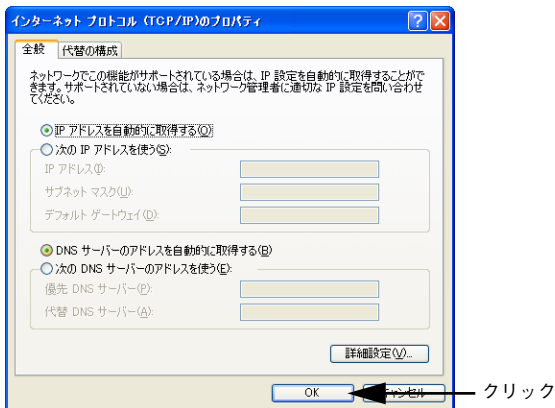 インターネット プロトコル (TCP/IP)のプロパティ
全般
代替の構成
ネットワークでこの機能がサポートされている場合は、IP 設定を自動的に取得することがで
きます。サポートされていない場合は、ネットワーク管理者に適切な IP 設定を問い合わせ
てください。
IP アドレスを自動的に取得する(O)
次の IP アドレスを使う(S):
IP アドレス(I):
サブネット マスク(U):
デフォルト ゲートウェイ(D):
DNS サーバーのアドレスを自動的に取得する(B)
次の DNS サーバーのアドレスを使う(E):
優先 DNS サーバー(P):
代替 DNS サーバー(A):
詳細設定(V)...
OK
キャンセル
クリック